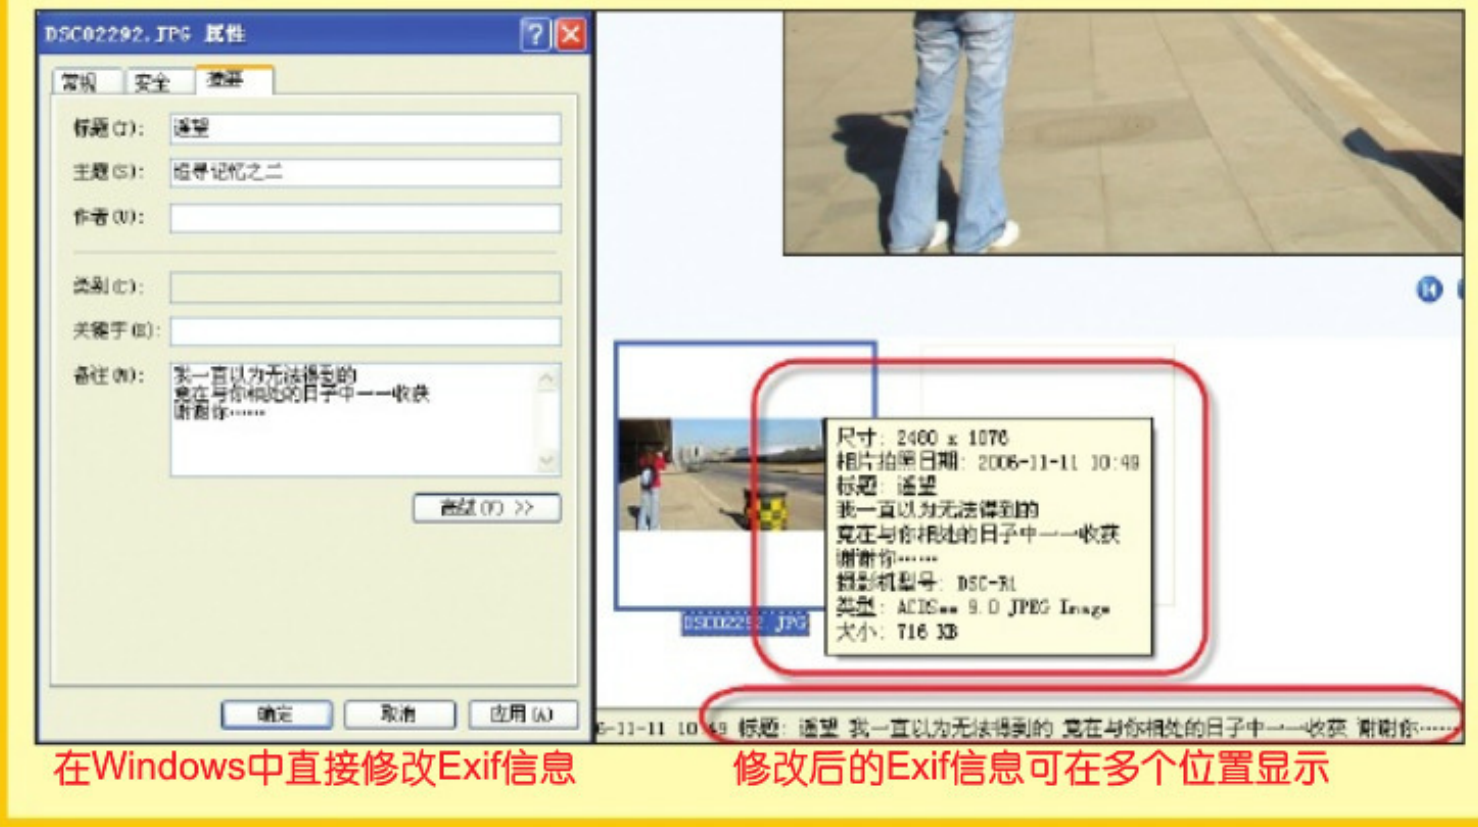 DSC02292.JPG 属性
常规 安全 摘要
标题(T): 遥望
主题(S): 追寻记忆之二
作者(U):
类别(C):
关键字(K):
备注(M): 我一直以为无法得到的
竟在与你相处的日子中一一收获
谢谢你……
高级(V) >>
确定 取消 应用(A)
尺寸: 2400 x 1076
相片拍照日期: 2006-11-11 10:49
标题: 遥望
我一直以为无法得到的
竟在与你相处的日子中一一收获
谢谢你……
摄影机型号: DSC-R1
类型: ACDSee 9.0 JPEG Image
大小: 716 KB
DSC02292.JPG
6-11-11 10:49 标题: 遥望 我一直以为无法得到的 竟在与你相处的日子中一一收获 谢谢你……
在Windows中直接修改Exif信息
修改后的Exif信息可在多个位置显示